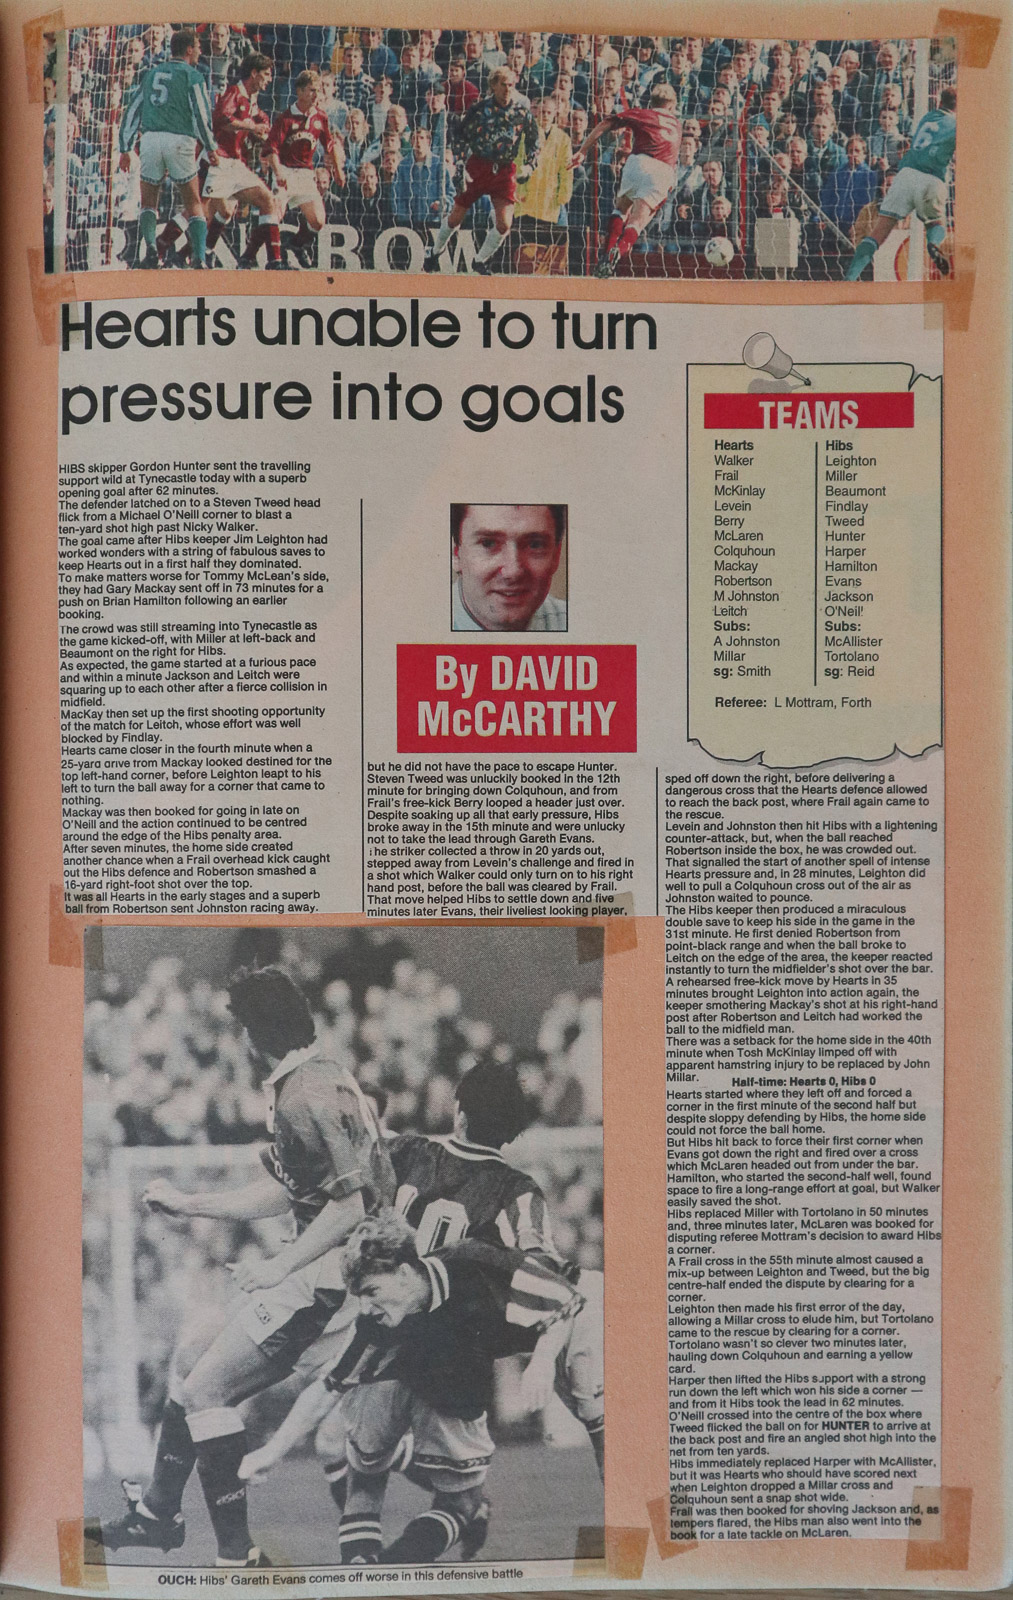 5
6
Hearts unable to turn
pressure into goals
HIBS skipper Gordon Hunter sent the travelling
support wild at Tynecastle today with a superb
opening goal after 62 minutes.
The defender latched on to a Steven Tweed head
flick from a Michael O'Neill corner to blast a
ten-yard shot high past Nicky Walker.
The goal came after Hibs keeper Jim Leighton had
worked wonders with a string of fabulous saves to
keep Hearts out in a first half they dominated.
To make matters worse for Tommy McLean's side,
they had Gary Mackay sent off in 73 minutes for a
push on Brian Hamilton following an earlier
booking.
The crowd was still streaming into Tynecastle as
the game kicked-off, with Miller at left-back and
Beaumont on the right for Hibs.
As expected, the game started at a furious pace
and within a minute Jackson and Leitch were
squaring up to each other after a fierce collision in
midfield.
MacKay then set up the first shooting opportunity
of the match for Leitch, whose effort was well
blocked by Findlay.
Hearts came closer in the fourth minute when a
25-yard drive from Mackay looked destined for the
top left-hand corner, before Leighton leapt to his
left to turn the ball away for a corner that came to
nothing.
Mackay was then booked for going in late on
O'Neill and the action continued to be centred
around the edge of the Hibs penalty area.
After seven minutes, the home side created
another chance when a Frail overhead kick caught
out the Hibs defence and Robertson smashed a
16-yard right-foot shot over the top.
It was all Hearts in the early stages and a superb
ball from Robertson sent Johnston racing away.
By DAVID
McCARTHY
but he did not have the pace to escape Hunter.
Steven Tweed was unluckily booked in the 12th
minute for bringing down Colquhoun, and from
Frail's free-kick Berry looped a header just over.
Despite soaking up all that early pressure, Hibs
broke away in the 15th minute and were unlucky
not to take the lead through Gareth Evans.
The striker collected a throw in 20 yards out,
stepped away from Levein's challenge and fired in
a shot which Walker could only turn on to his right
hand post, before the ball was cleared by Frail.
That move helped Hibs to settle down and five
minutes later Evans, their liveliest looking player,
TEAMS
Hearts
Walker
Frail
McKinlay
Levein
Berry
McLaren
Colquhoun
Mackay
Robertson
M Johnston
Leitch
Subs:
A Johnston
Millar
sg: Smith
Hibs
Leighton
Miller
Beaumont
Findlay
Tweed
Hunter
Harper
Hamilton
Evans
Jackson
O'Neill
Subs:
McAllister
Tortolano
sg: Reid
Referee: L Mottram, Forth
sped off down the right, before delivering a
dangerous cross that the Hearts defence allowed
to reach the back post, where Frail again came to
the rescue.
Levein and Johnston then hit Hibs with a lightening
counter-attack, but, when the ball reached
Robertson inside the box, he was crowded out.
That signalled the start of another spell of intense
Hearts pressure and, in 28 minutes, Leighton did
well to pull a Colquhoun cross out of the air as
Johnston waited to pounce.
The Hibs keeper then produced a miraculous
double save to keep his side in the game in the
31st minute. He first denied Robertson from
point-black range and when the ball broke to
Leitch on the edge of the area, the keeper reacted
instantly to turn the midfielder's shot over the bar.
A rehearsed free-kick move by Hearts in 35
minutes brought Leighton into action again, the
keeper smothering Mackay's shot at his right-hand
post after Robertson and Leitch had worked the
ball to the midfield man.
There was a setback for the home side in the 40th
minute when Tosh McKinlay limped off with
apparent hamstring injury to be replaced by John
Millar.
Half-time: Hearts 0, Hibs 0
Hearts started where they left off and forced a
corner in the first minute of the second half but
despite sloppy defending by Hibs, the home side
could not force the ball home.
But Hibs hit back to force their first corner when
Evans got down the right and fired over a cross
which McLaren headed out from under the bar.
Hamilton, who started the second-half well, found
space to fire a long-range effort at goal, but Walker
easily saved the shot.
Hibs replaced Miller with Tortolano in 50 minutes
and, three minutes later, McLaren was booked for
disputing referee Mottram's decision to award Hibs
a corner.
A Frail cross in the 55th minute almost caused a
mix-up between Leighton and Tweed, but the big
centre-half ended the dispute by clearing for a
corner.
Leighton then made his first error of the day,
allowing a Millar cross to elude him, but Tortolano
came to the rescue by clearing for a corner.
Tortolano wasn't so clever two minutes later,
hauling down Colquhoun and earning a yellow
card.
Harper then lifted the Hibs support with a strong
run down the left which won his side a corner —
and from it Hibs took the lead in 62 minutes.
O'Neill crossed into the centre of the box where
Tweed flicked the ball on for HUNTER to arrive at
the back post and fire an angled shot high into the
net from ten yards.
Hibs immediately replaced Harper with McAllister,
but it was Hearts who should have scored next
when Leighton dropped a Millar cross and
Colquhoun sent a snap shot wide.
Frail was then booked for shoving Jackson and, as
tempers flared, the Hibs man also went into the
book for a late tackle on McLaren.
10
asics
OUCH: Hibs' Gareth Evans comes off worse in this defensive battle